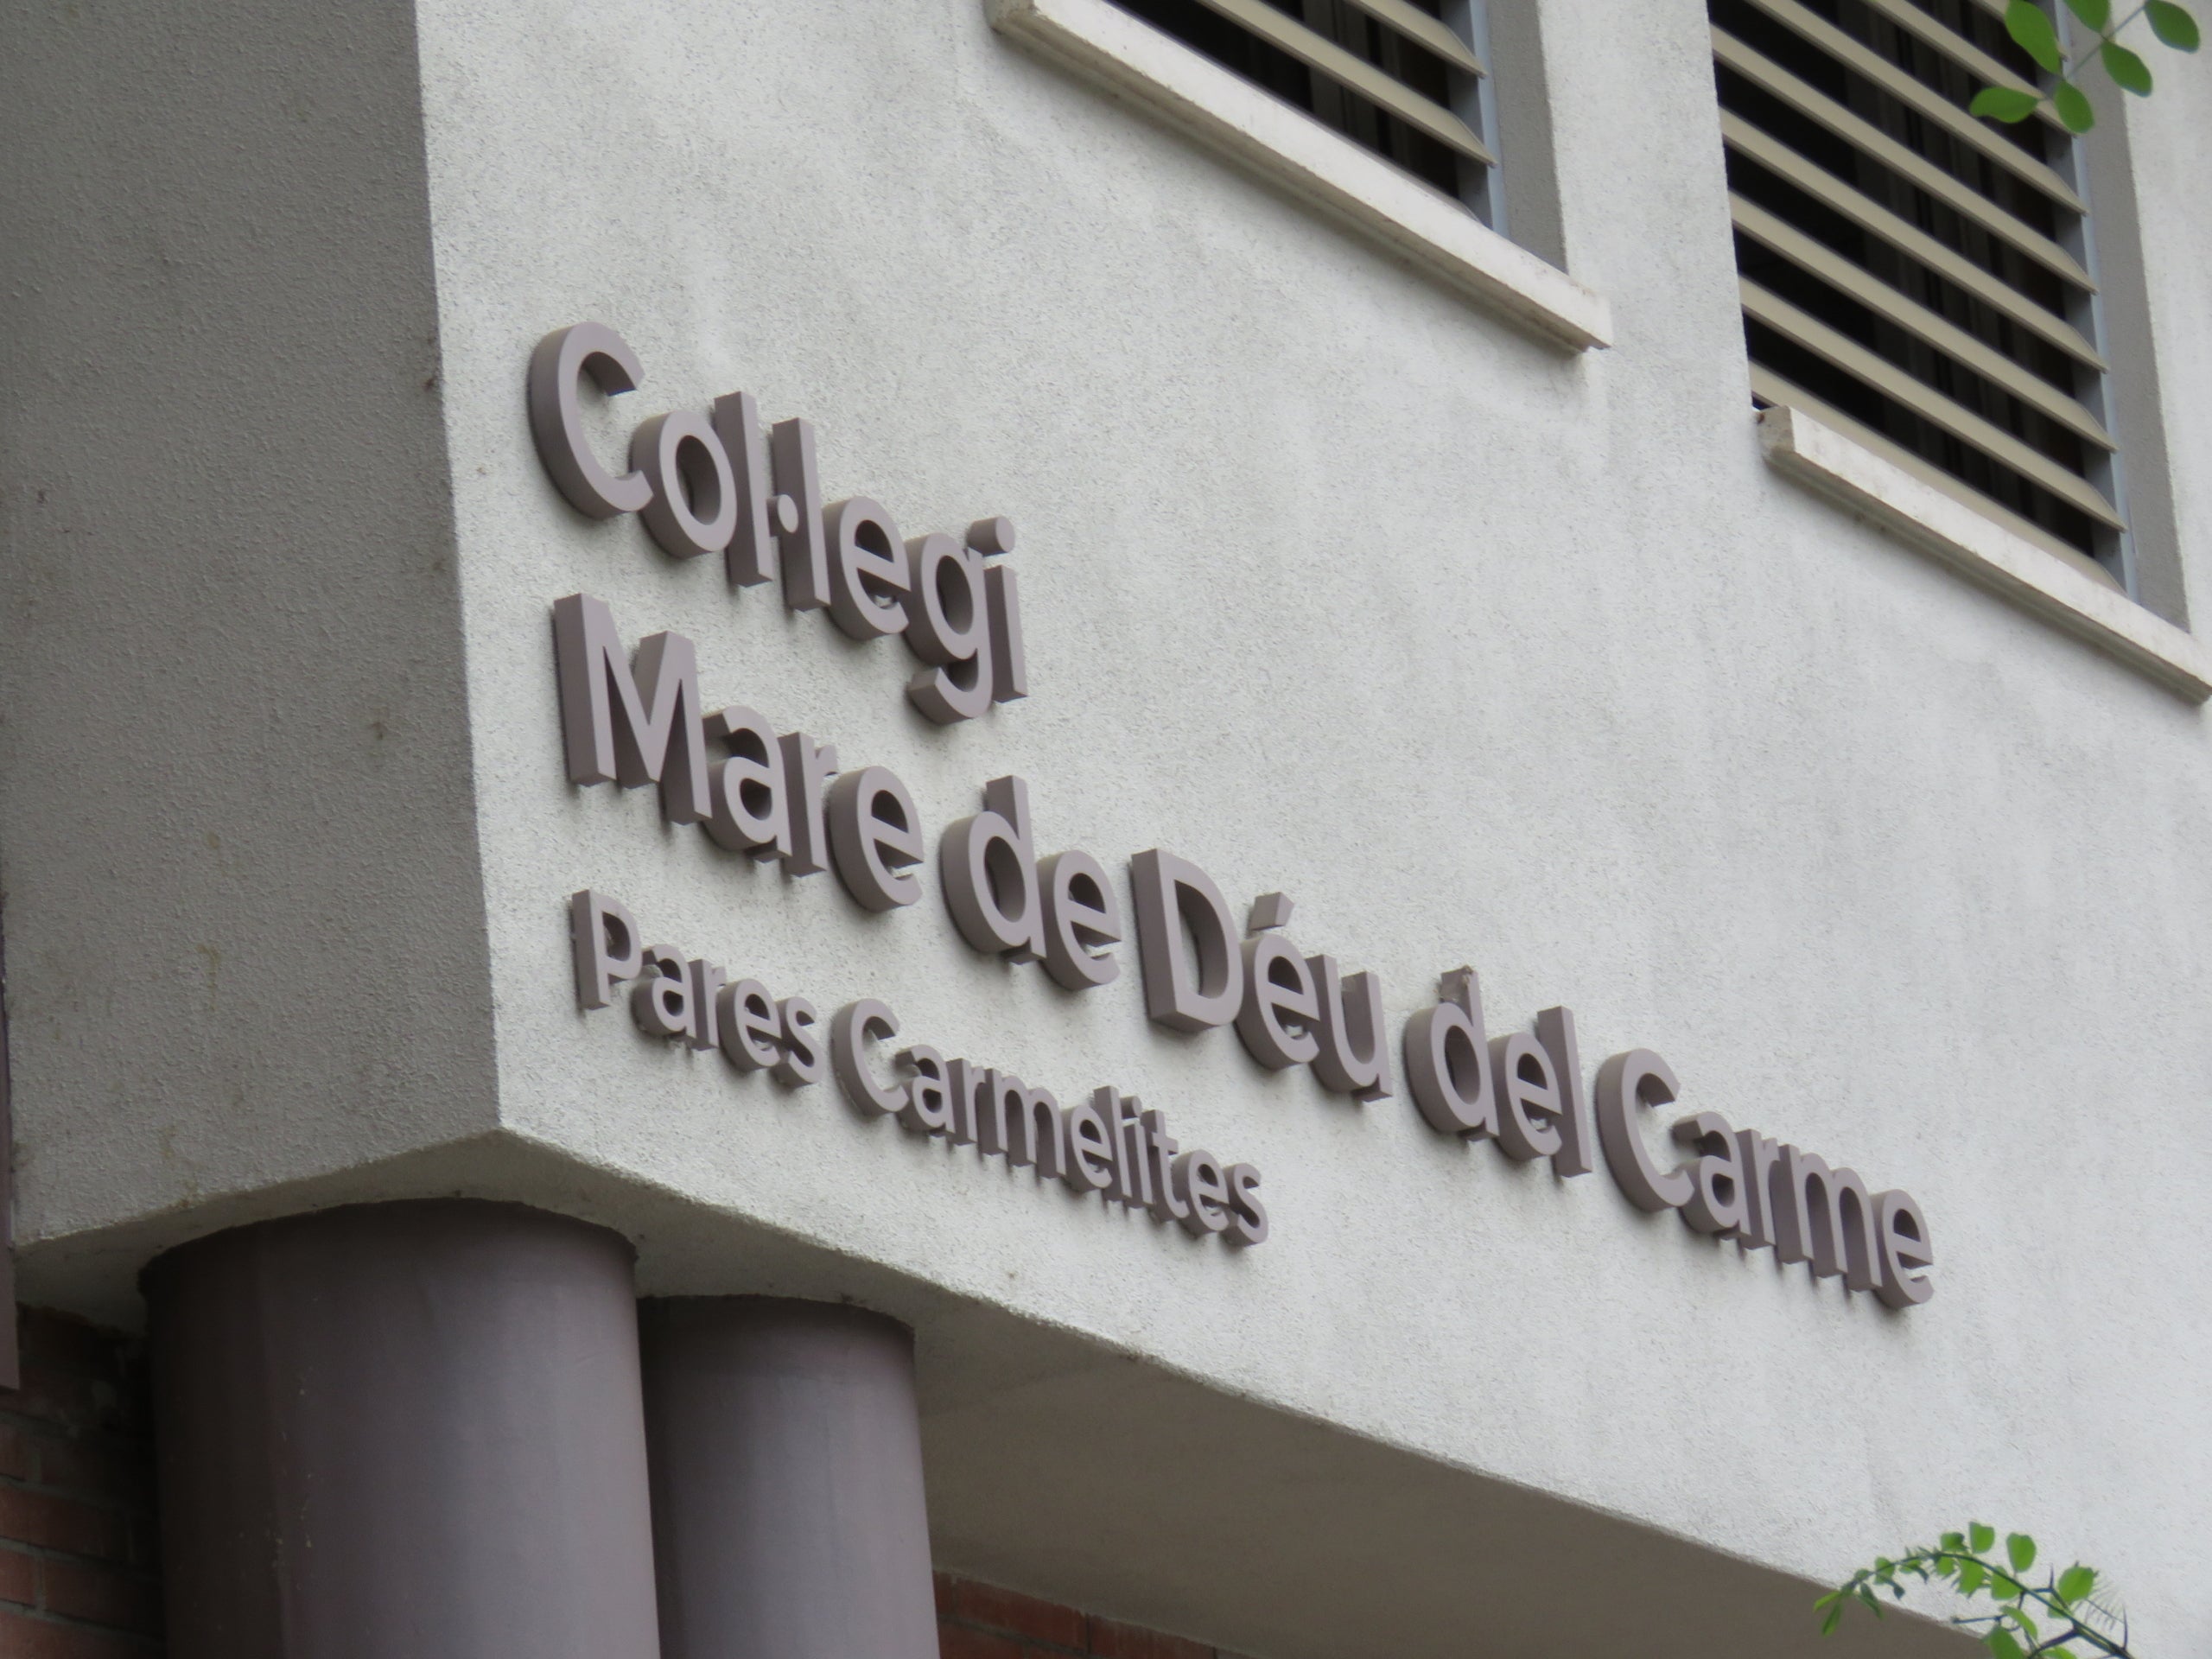 Col·legi
Mare de Déu del Carme
Pares Carmelites